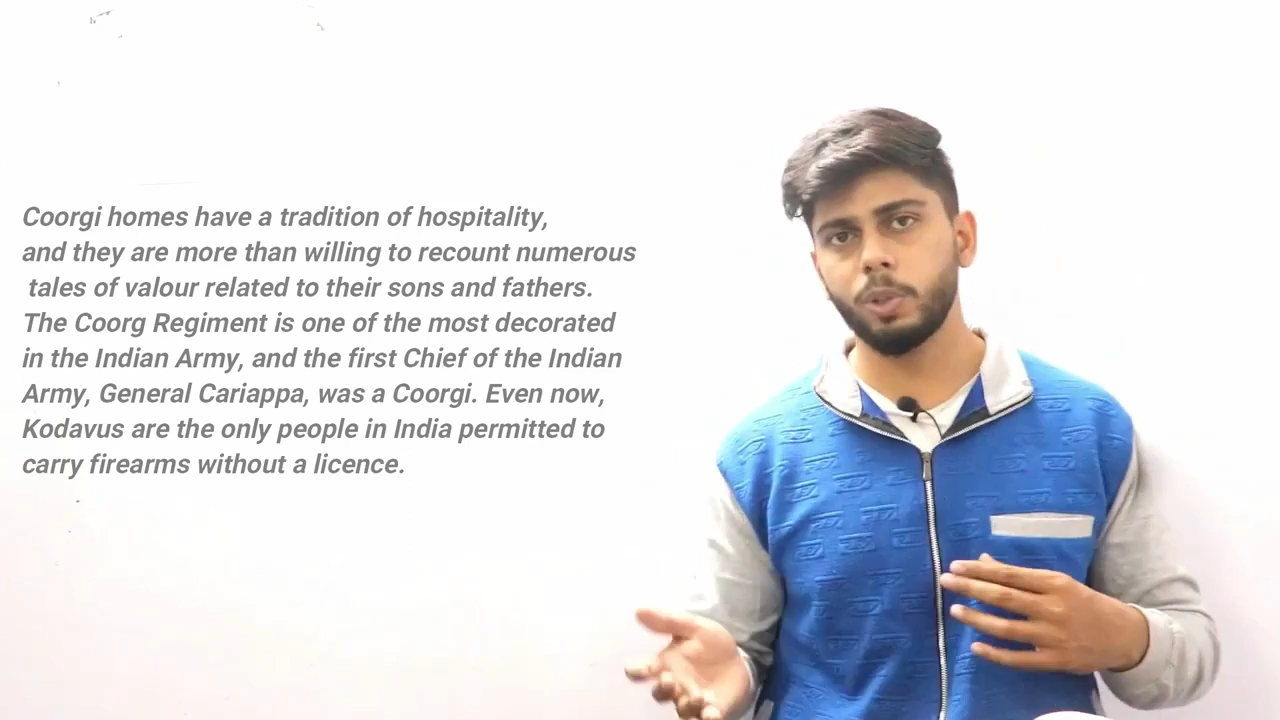 Coorgi homes have a tradition of hospitality,
and they are more than willing to recount numerous
tales of valour related to their sons and fathers.
The Coorg Regiment is one of the most decorated
in the Indian Army, and the first Chief of the Indian
Army, General Cariappa, was a Coorgi. Even now,
Kodavus are the only people in India permitted to
carry firearms without a licence.